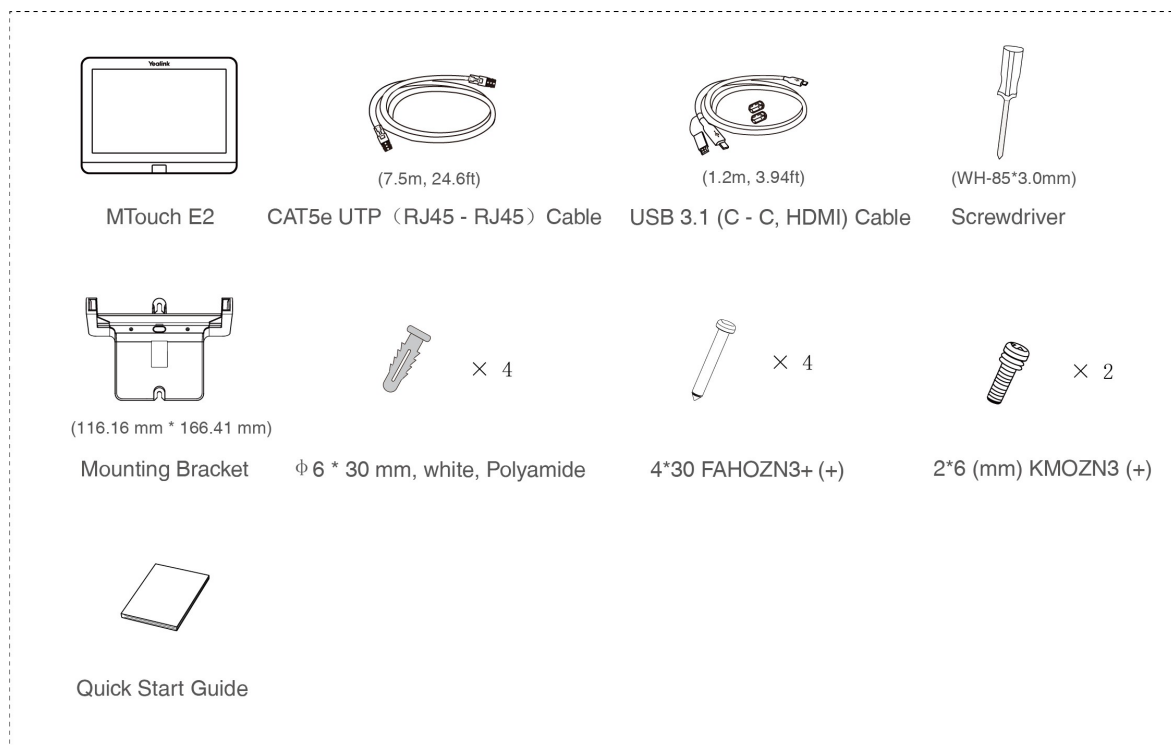 Yealink
(7.5m, 24.6ft)
(1.2m, 3.94ft)
(WH-85*3.0mm)
MTouch E2
CAT5e UTP（RJ45 - RJ45）Cable
USB 3.1 (C - C, HDMI) Cable
Screwdriver
× 4
× 4
× 2
(116.16 mm * 166.41 mm)
Mounting Bracket
ϕ6 * 30 mm, white, Polyamide
4*30 FAHOZN3+ (+)
2*6 (mm) KMOZN3 (+)
Quick Start Guide